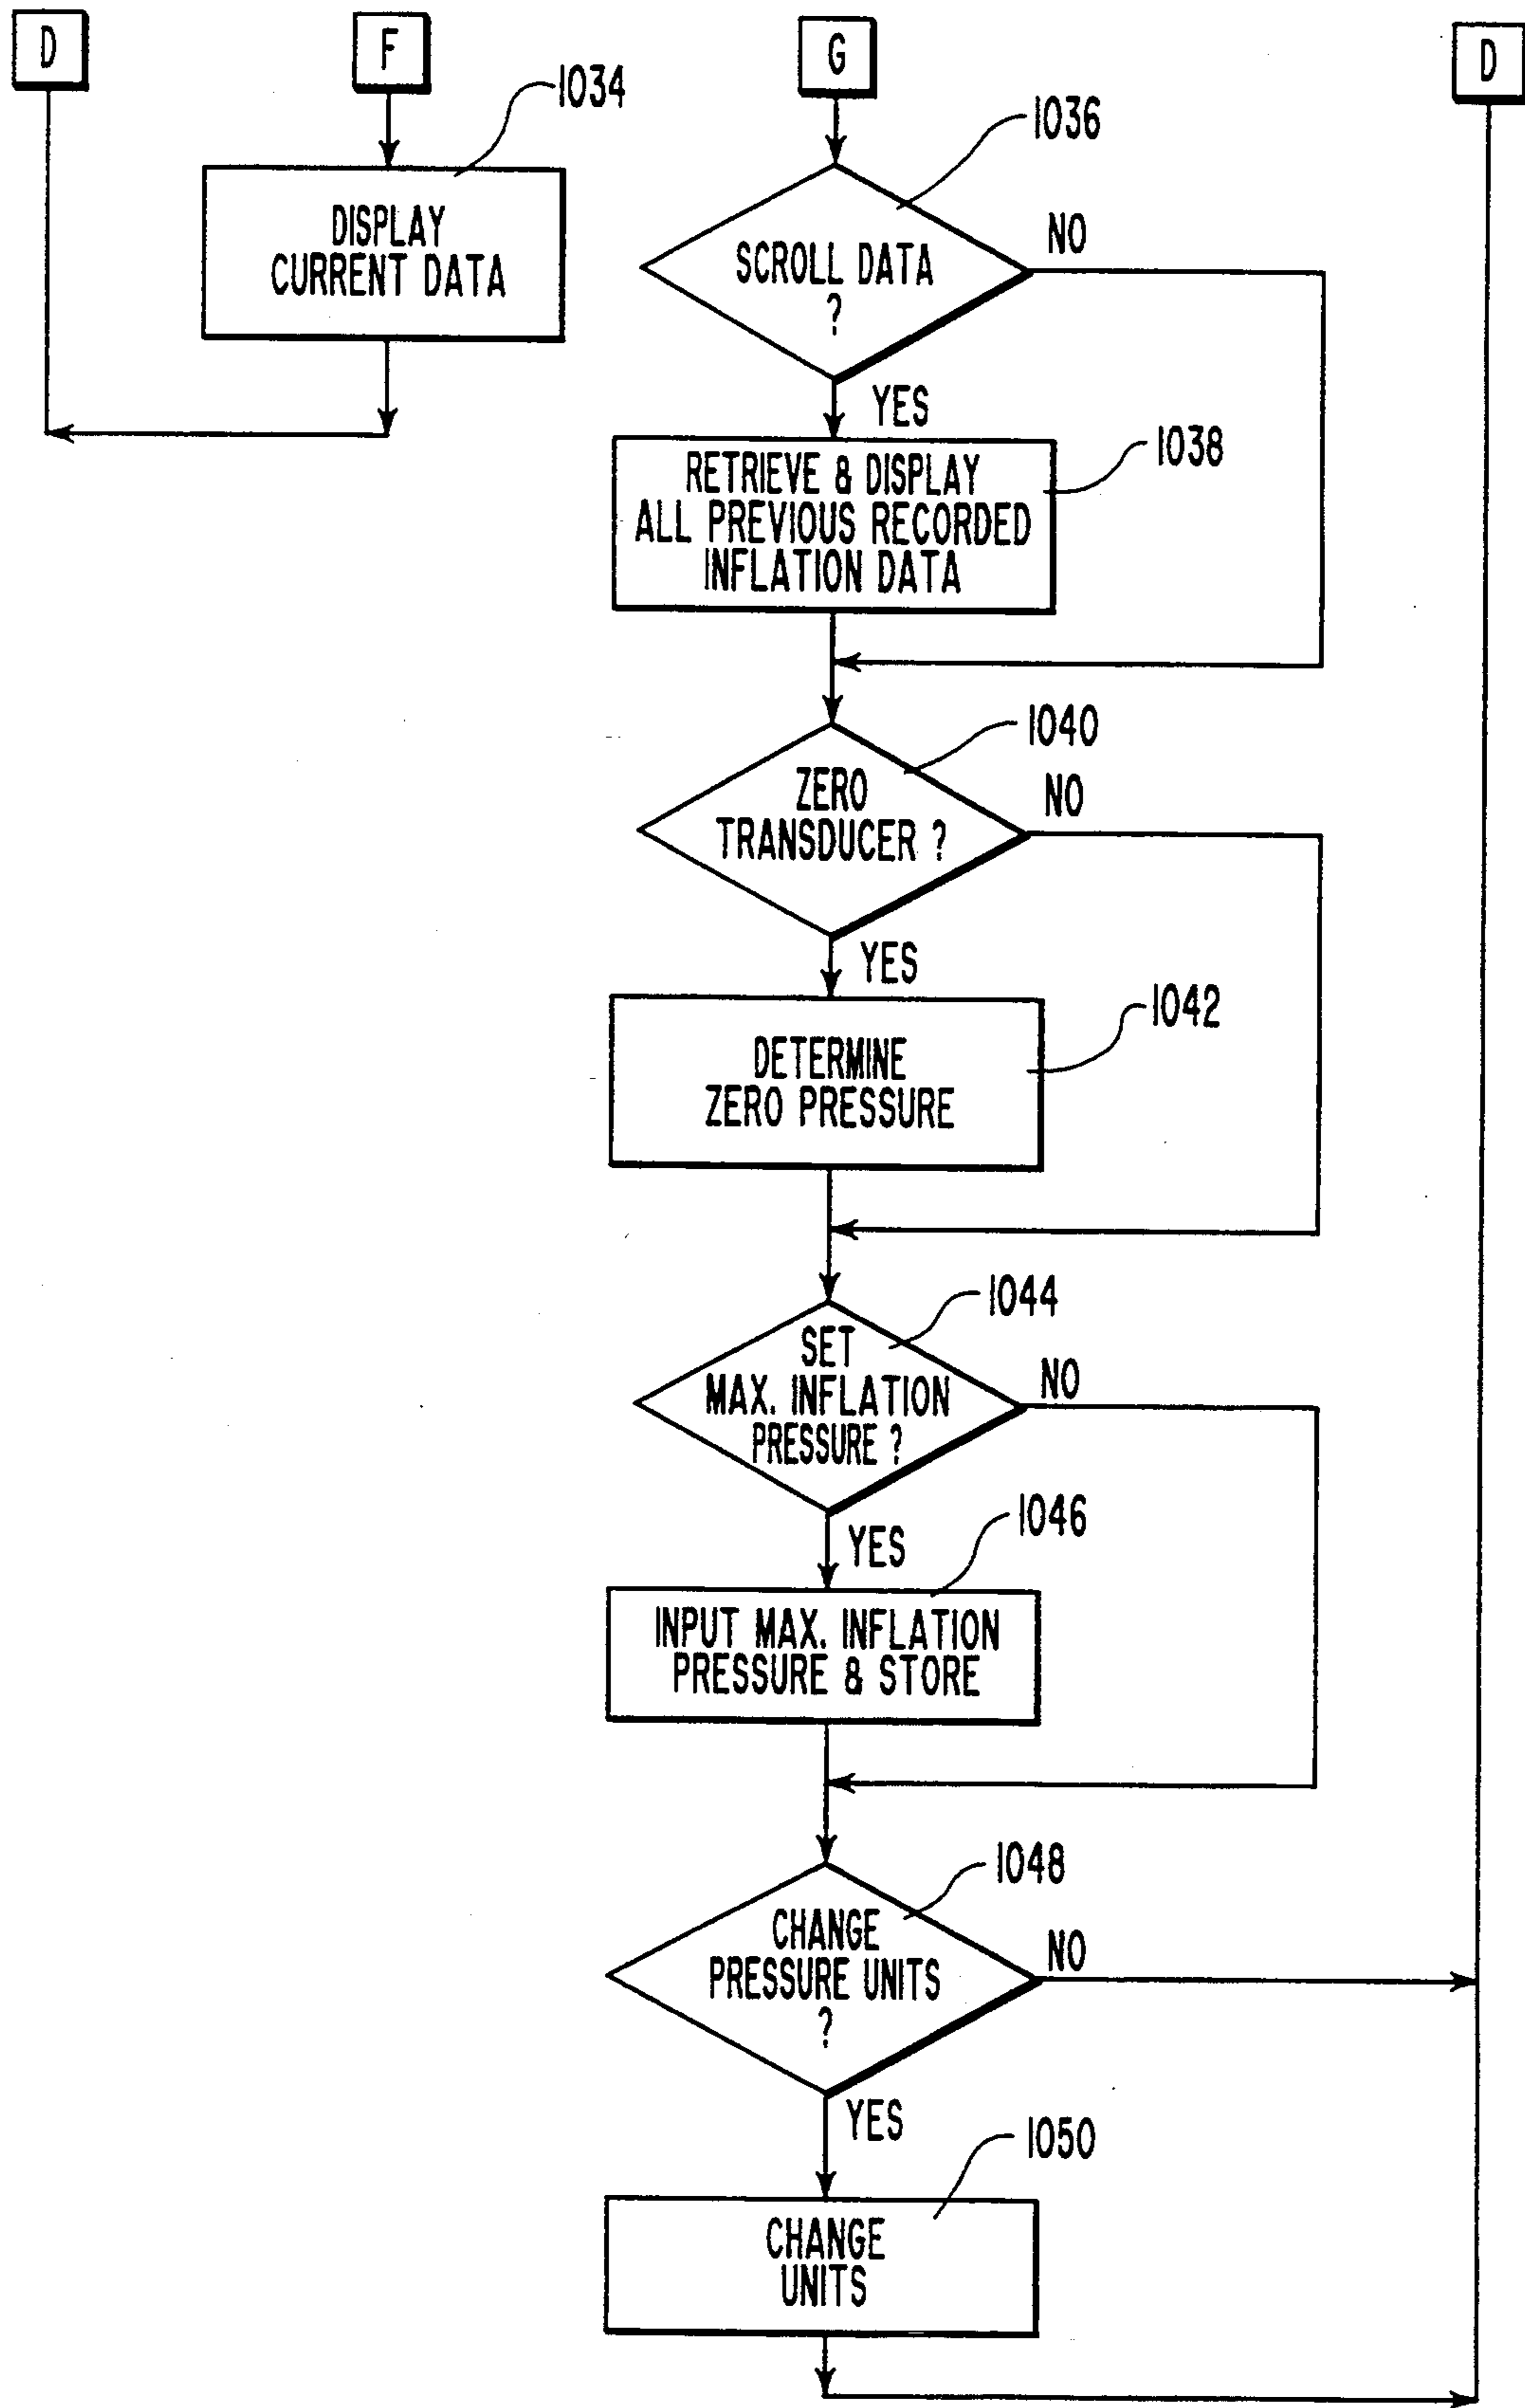 D
F
G
D
1034
DISPLAY
CURRENT DATA
1036
SCROLL DATA
?
NO
YES
1038
RETRIEVE & DISPLAY
ALL PREVIOUS RECORDED
INFLATION DATA
1040
ZERO
TRANSDUCER ?
NO
YES
1042
DETERMINE
ZERO PRESSURE
1044
SET
MAX. INFLATION
PRESSURE ?
NO
YES
1046
INPUT MAX. INFLATION
PRESSURE & STORE
1048
CHANGE
PRESSURE UNITS
?
NO
YES
1050
CHANGE
UNITS